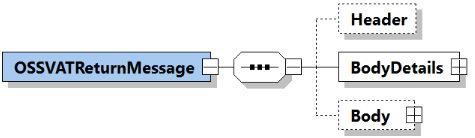 Header
OSSVATReturnMessage
BodyDetails
Body